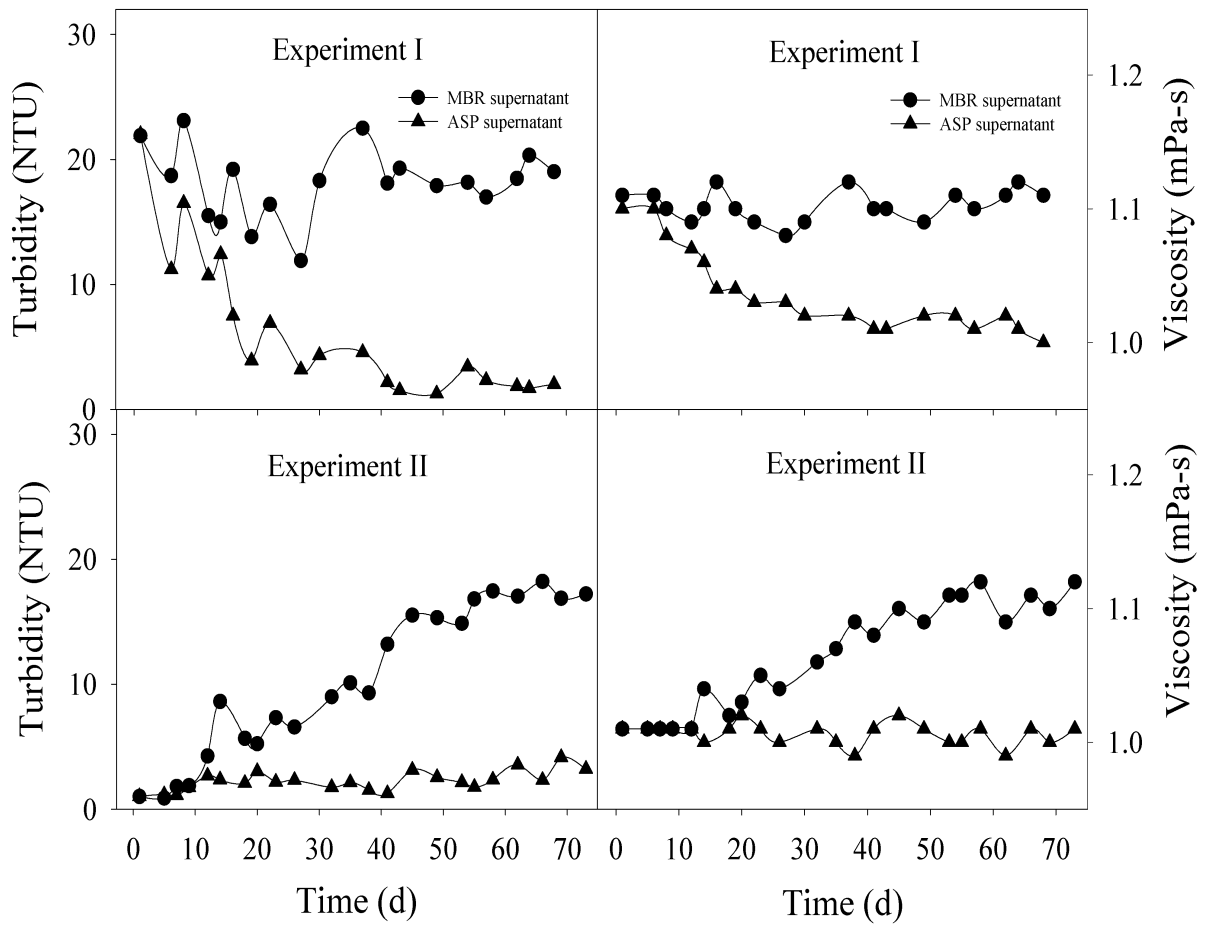 Experiment I
MBR supernatant
ASP supernatant
30
20
10
0
Turbidity (NTU)
Experiment I
MBR supernatant
ASP supernatant
1.2
1.10
1.0
Viscosity (mPa-s)
Experiment II
30
20
10
0
Turbidity (NTU)
0 10 20 30 40 50 60 70
Time (d)
Experiment II
1.2
1.10
1.0
Viscosity (mPa-s)
0 10 20 30 40 50 60 70
Time (d)